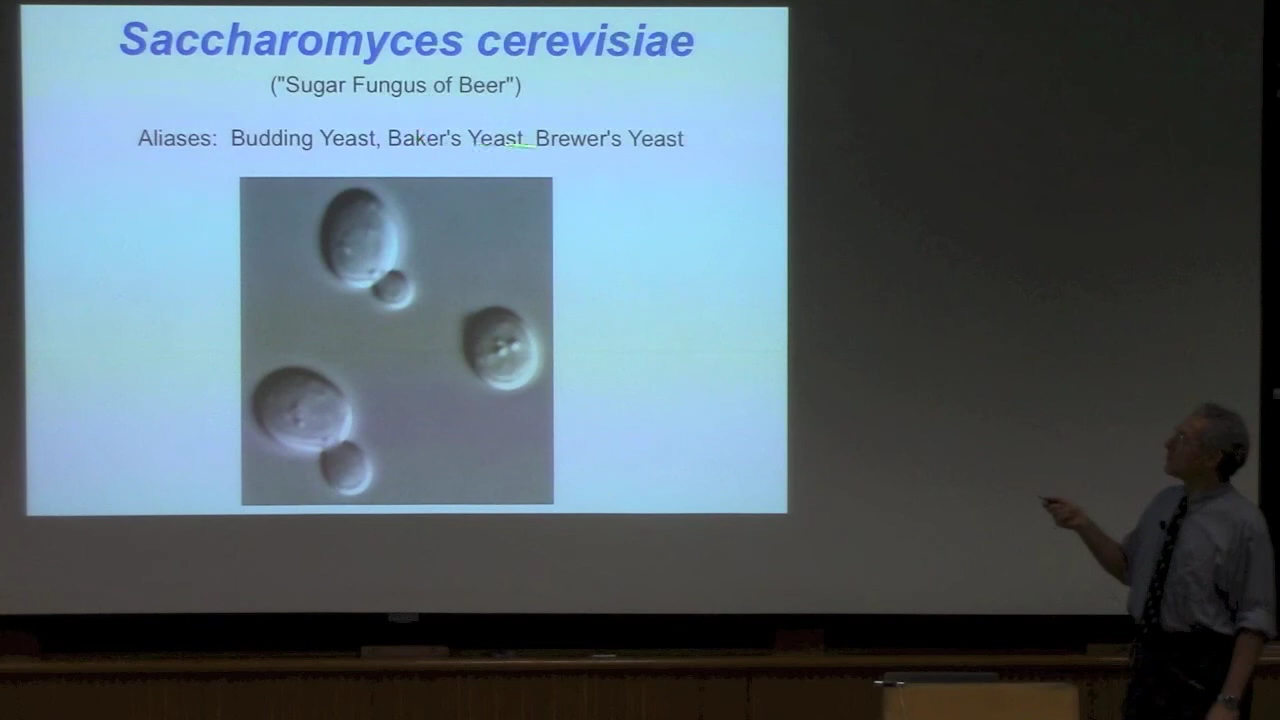 Saccharomyces cerevisiae
("Sugar Fungus of Beer")
Aliases: Budding Yeast, Baker's Yeast, Brewer's Yeast